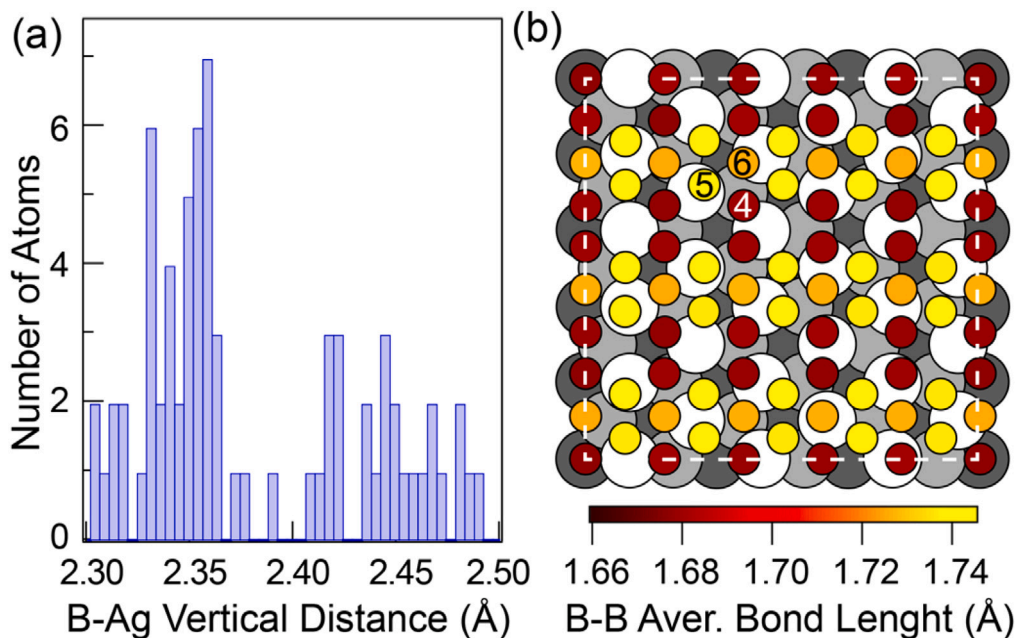 (a)
6
4
2
0
Number of Atoms
2.30 2.35 2.40 2.45 2.50
B-Ag Vertical Distance (Å)
(b)
6
5
4
1.66 1.68 1.70 1.72 1.74
B-B Aver. Bond Lenght (Å)